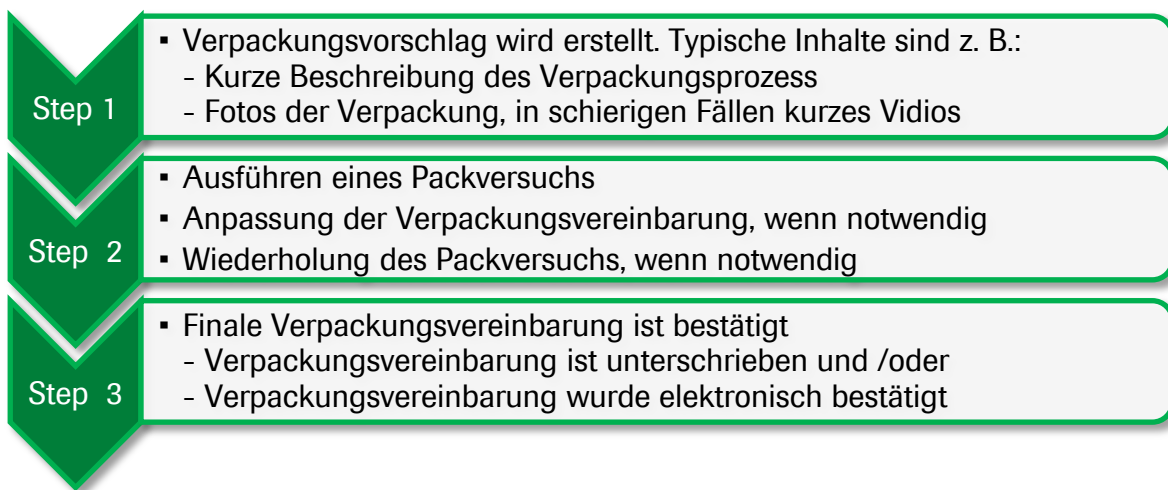 Step 1
▪ Verpackungsvorschlag wird erstellt. Typische Inhalte sind z. B.:
- Kurze Beschreibung des Verpackungsprozess
- Fotos der Verpackung, in schierigen Fällen kurzes Vidios
Step 2
▪ Ausführen eines Packversuchs
▪ Anpassung der Verpackungsvereinbarung, wenn notwendig
▪ Wiederholung des Packversuchs, wenn notwendig
Step 3
▪ Finale Verpackungsvereinbarung ist bestätigt
- Verpackungsvereinbarung ist unterschrieben und /oder
- Verpackungsvereinbarung wurde elektronisch bestätigt